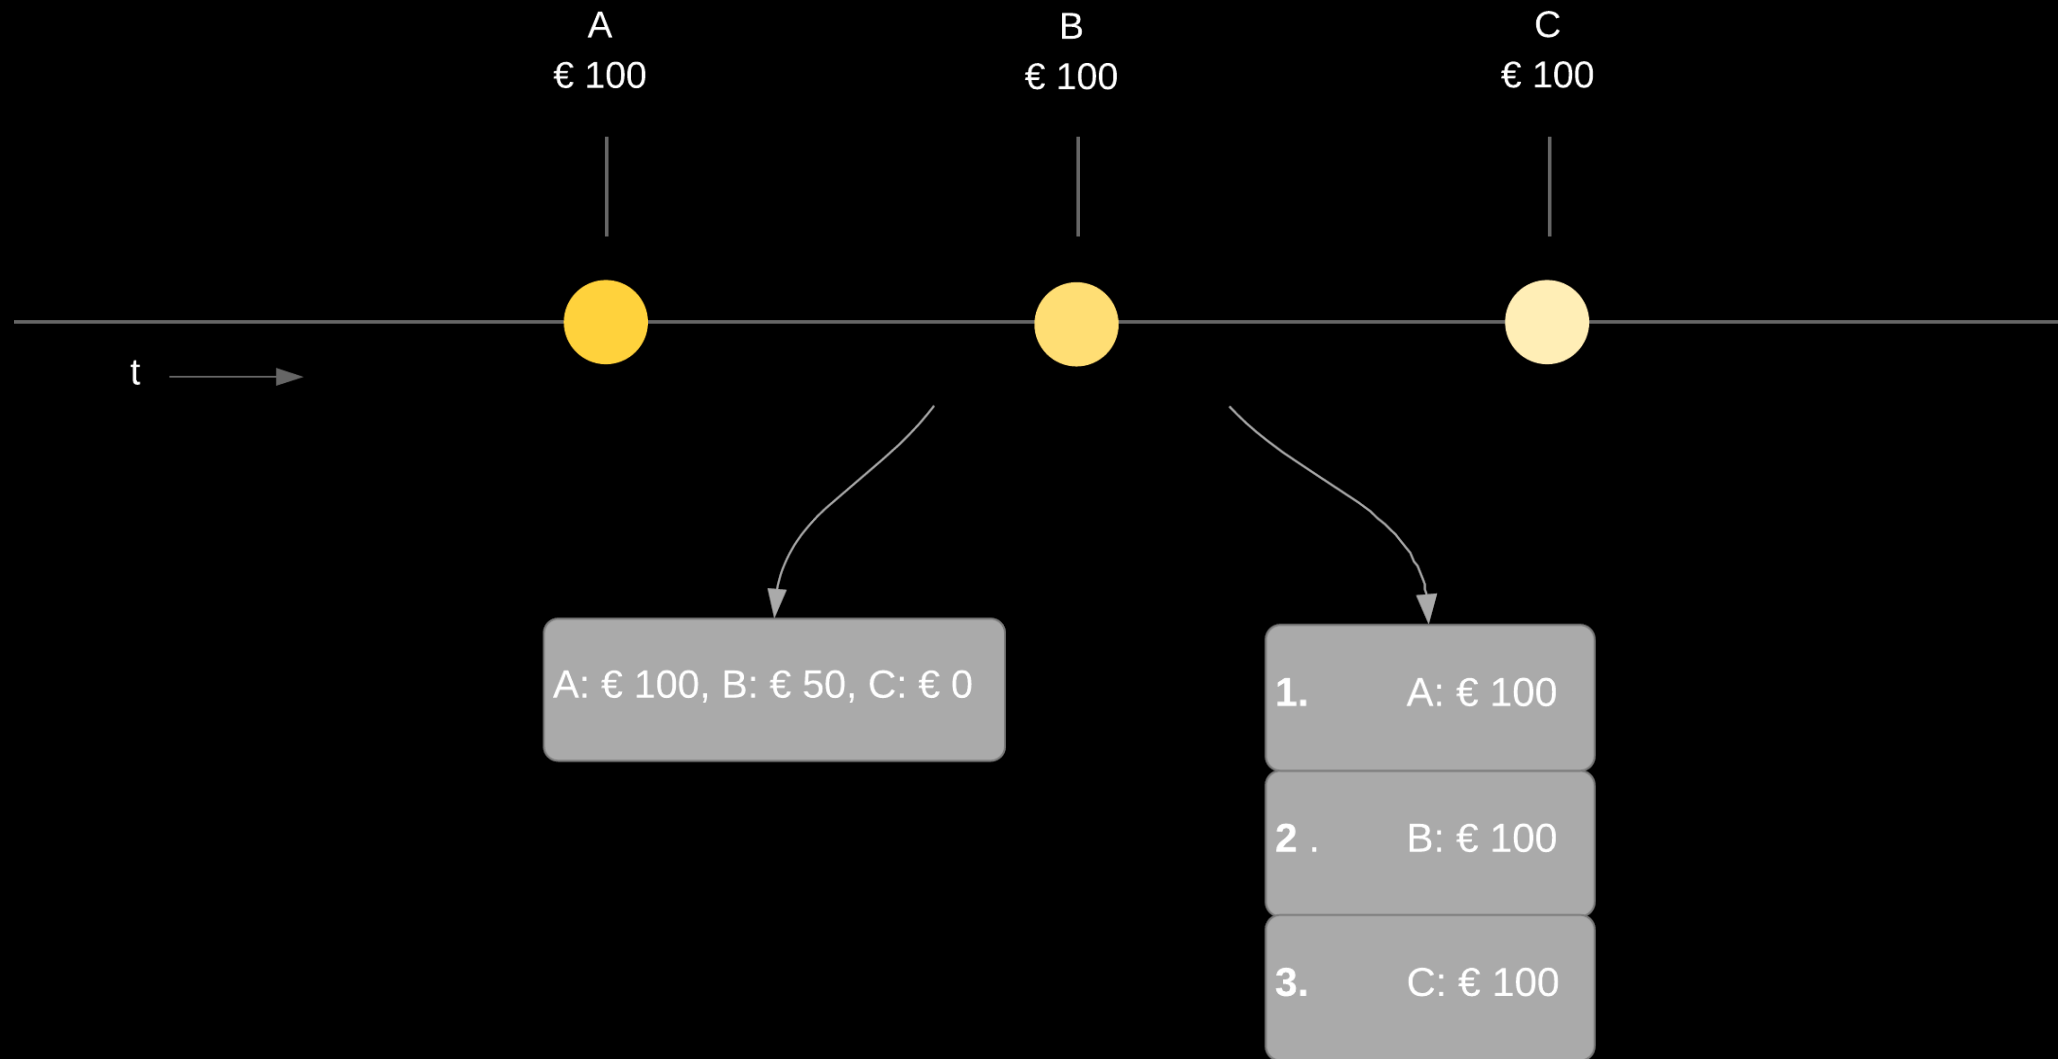 A
€ 100
B
€ 100
C
€ 100
t
A: € 100, B: € 50, C: € 0
1. A: € 100
2 . B: € 100
3. C: € 100